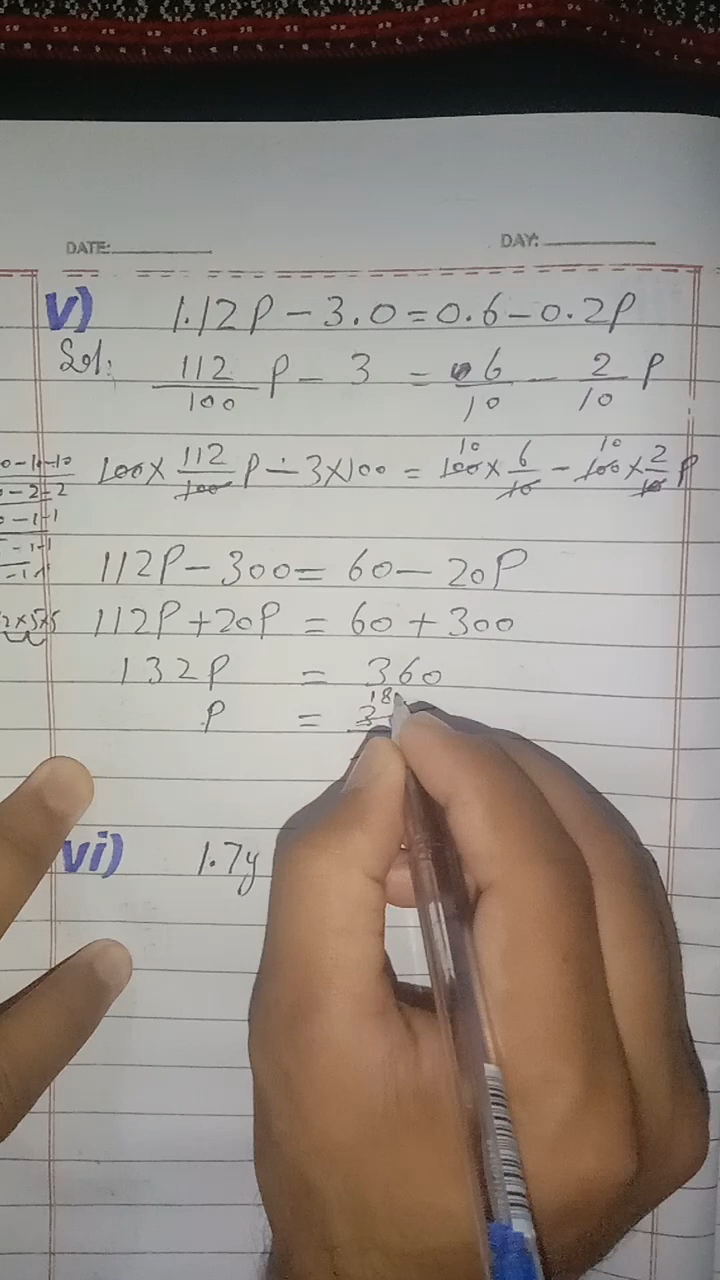 DATE: DAY:
v) 1.12P - 3.0 = 0.6 - 0.2P
Sol: 112/100 P - 3 = 6/10 - 2/10 P
100 × 112/100 P - 3×100 = 10 100 × 6/10 - 10 100 × 2/10 P
112P - 300 = 60 - 20P
112P + 20P = 60 + 300
132P = 360
P = 18 3
vi) 1.7y